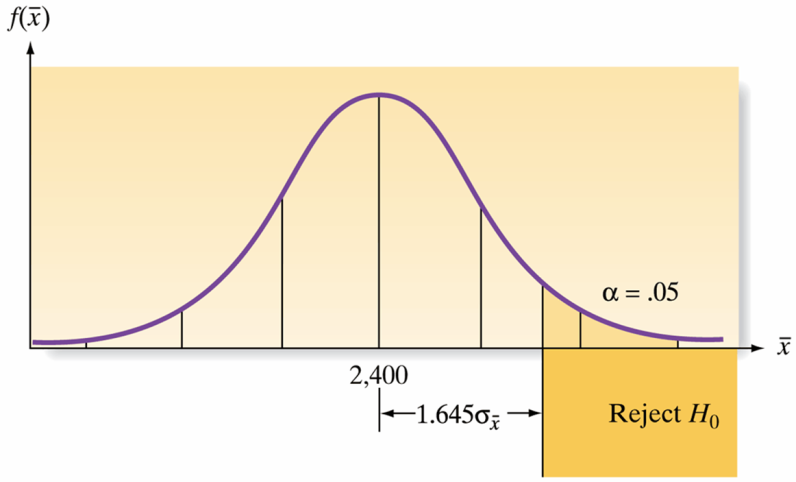 f(x̄)
α = .05
x̄
2,400
1.645σx̄
Reject H0